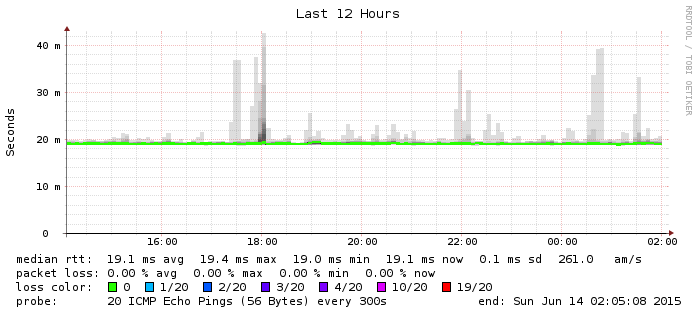 Last 12 Hours
RRDTOOL / TOBI OETIKER
Seconds
40 m
30 m
20 m
10 m
0
16:00 18:00 20:00 22:00 00:00 02:00
median rtt: 19.1 ms avg 19.4 ms max 19.0 ms min 19.1 ms now 0.1 ms sd 261.0 am/s
packet loss: 0.00 % avg 0.00 % max 0.00 % min 0.00 % now
loss color: 0 1/20 2/20 3/20 4/20 10/20 19/20
probe: 20 ICMP Echo Pings (56 Bytes) every 300s end: Sun Jun 14 02:05:08 2015